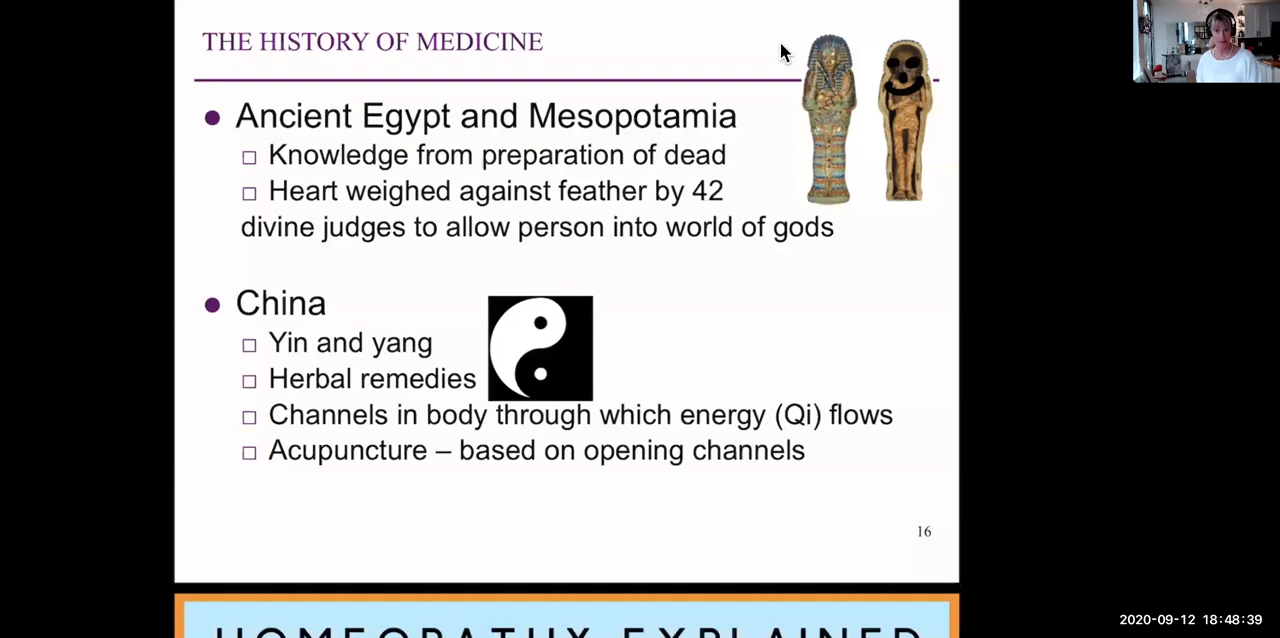 THE HISTORY OF MEDICINE
● Ancient Egypt and Mesopotamia
□ Knowledge from preparation of dead
□ Heart weighed against feather by 42
divine judges to allow person into world of gods
● China
□ Yin and yang
□ Herbal remedies
□ Channels in body through which energy (Qi) flows
□ Acupuncture – based on opening channels
16
HOMEOPATHY EXPLAINED
2020-09-12 18:48:39